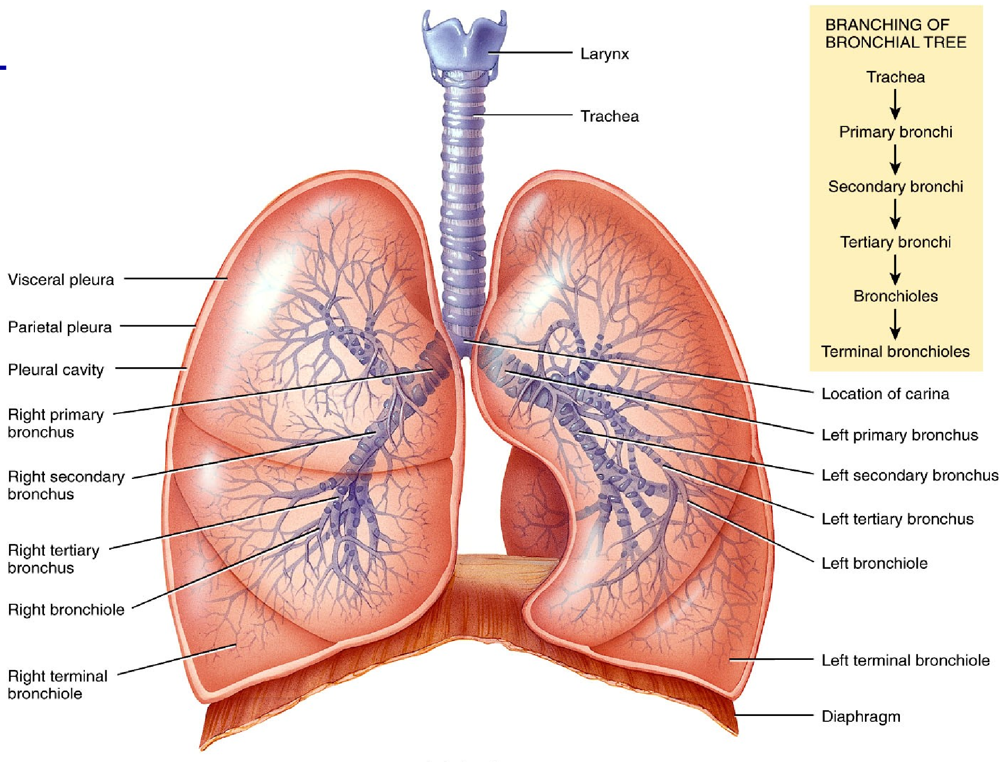 Larynx
Trachea
Visceral pleura
Parietal pleura
Pleural cavity
Right primary
bronchus
Right secondary
bronchus
Right tertiary
bronchus
Right bronchiole
Right terminal
bronchiole
BRANCHING OF
BRONCHIAL TREE
Trachea
Primary bronchi
Secondary bronchi
Tertiary bronchi
Bronchioles
Terminal bronchioles
Location of carina
Left primary bronchus
Left secondary bronchus
Left tertiary bronchus
Left bronchiole
Left terminal bronchiole
Diaphragm